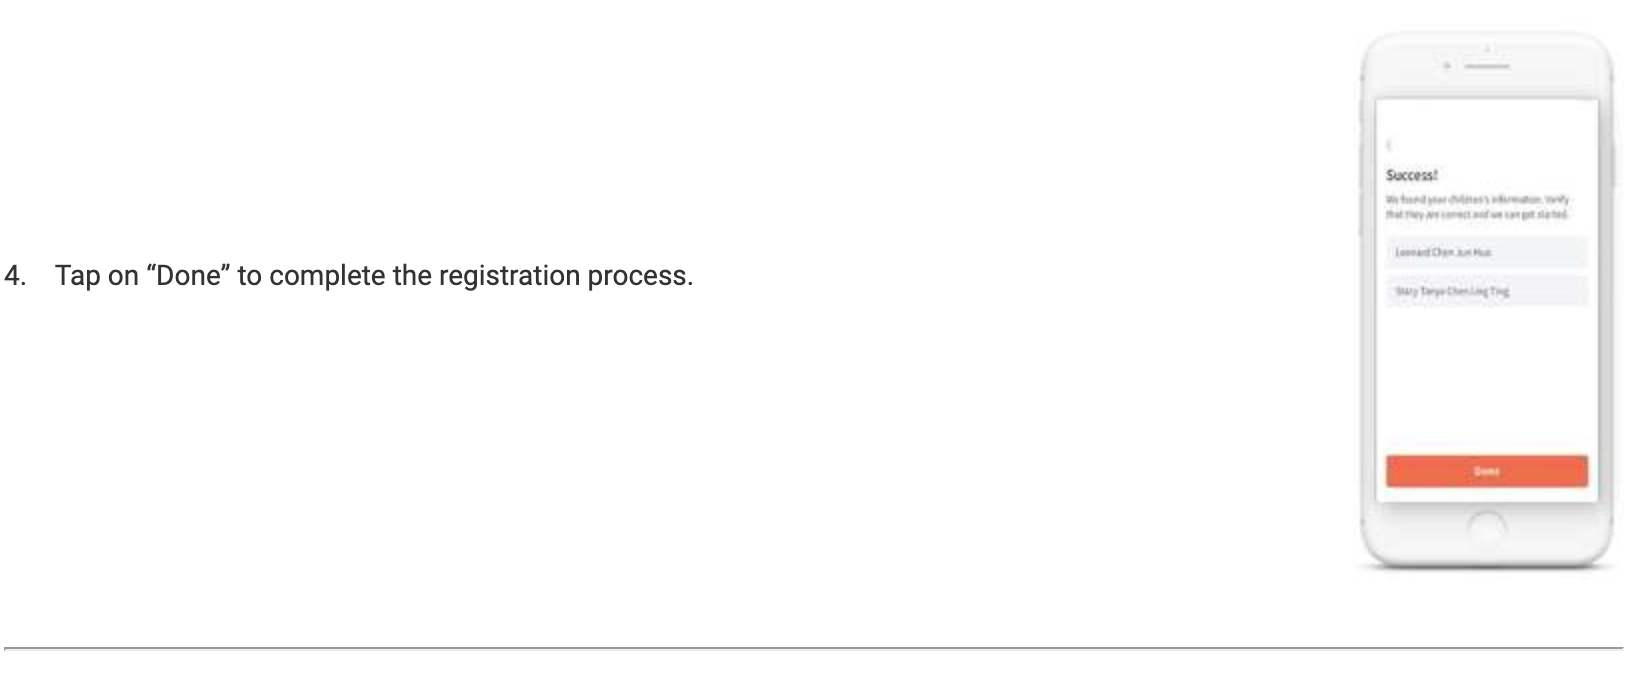 4. Tap on “Done” to complete the registration process.
Success!
We found your children's information. Verify
that they are correct and we can get started.
Leonard Chen Jun Hua
Stacy Tanya Chen Ling Ting
Done